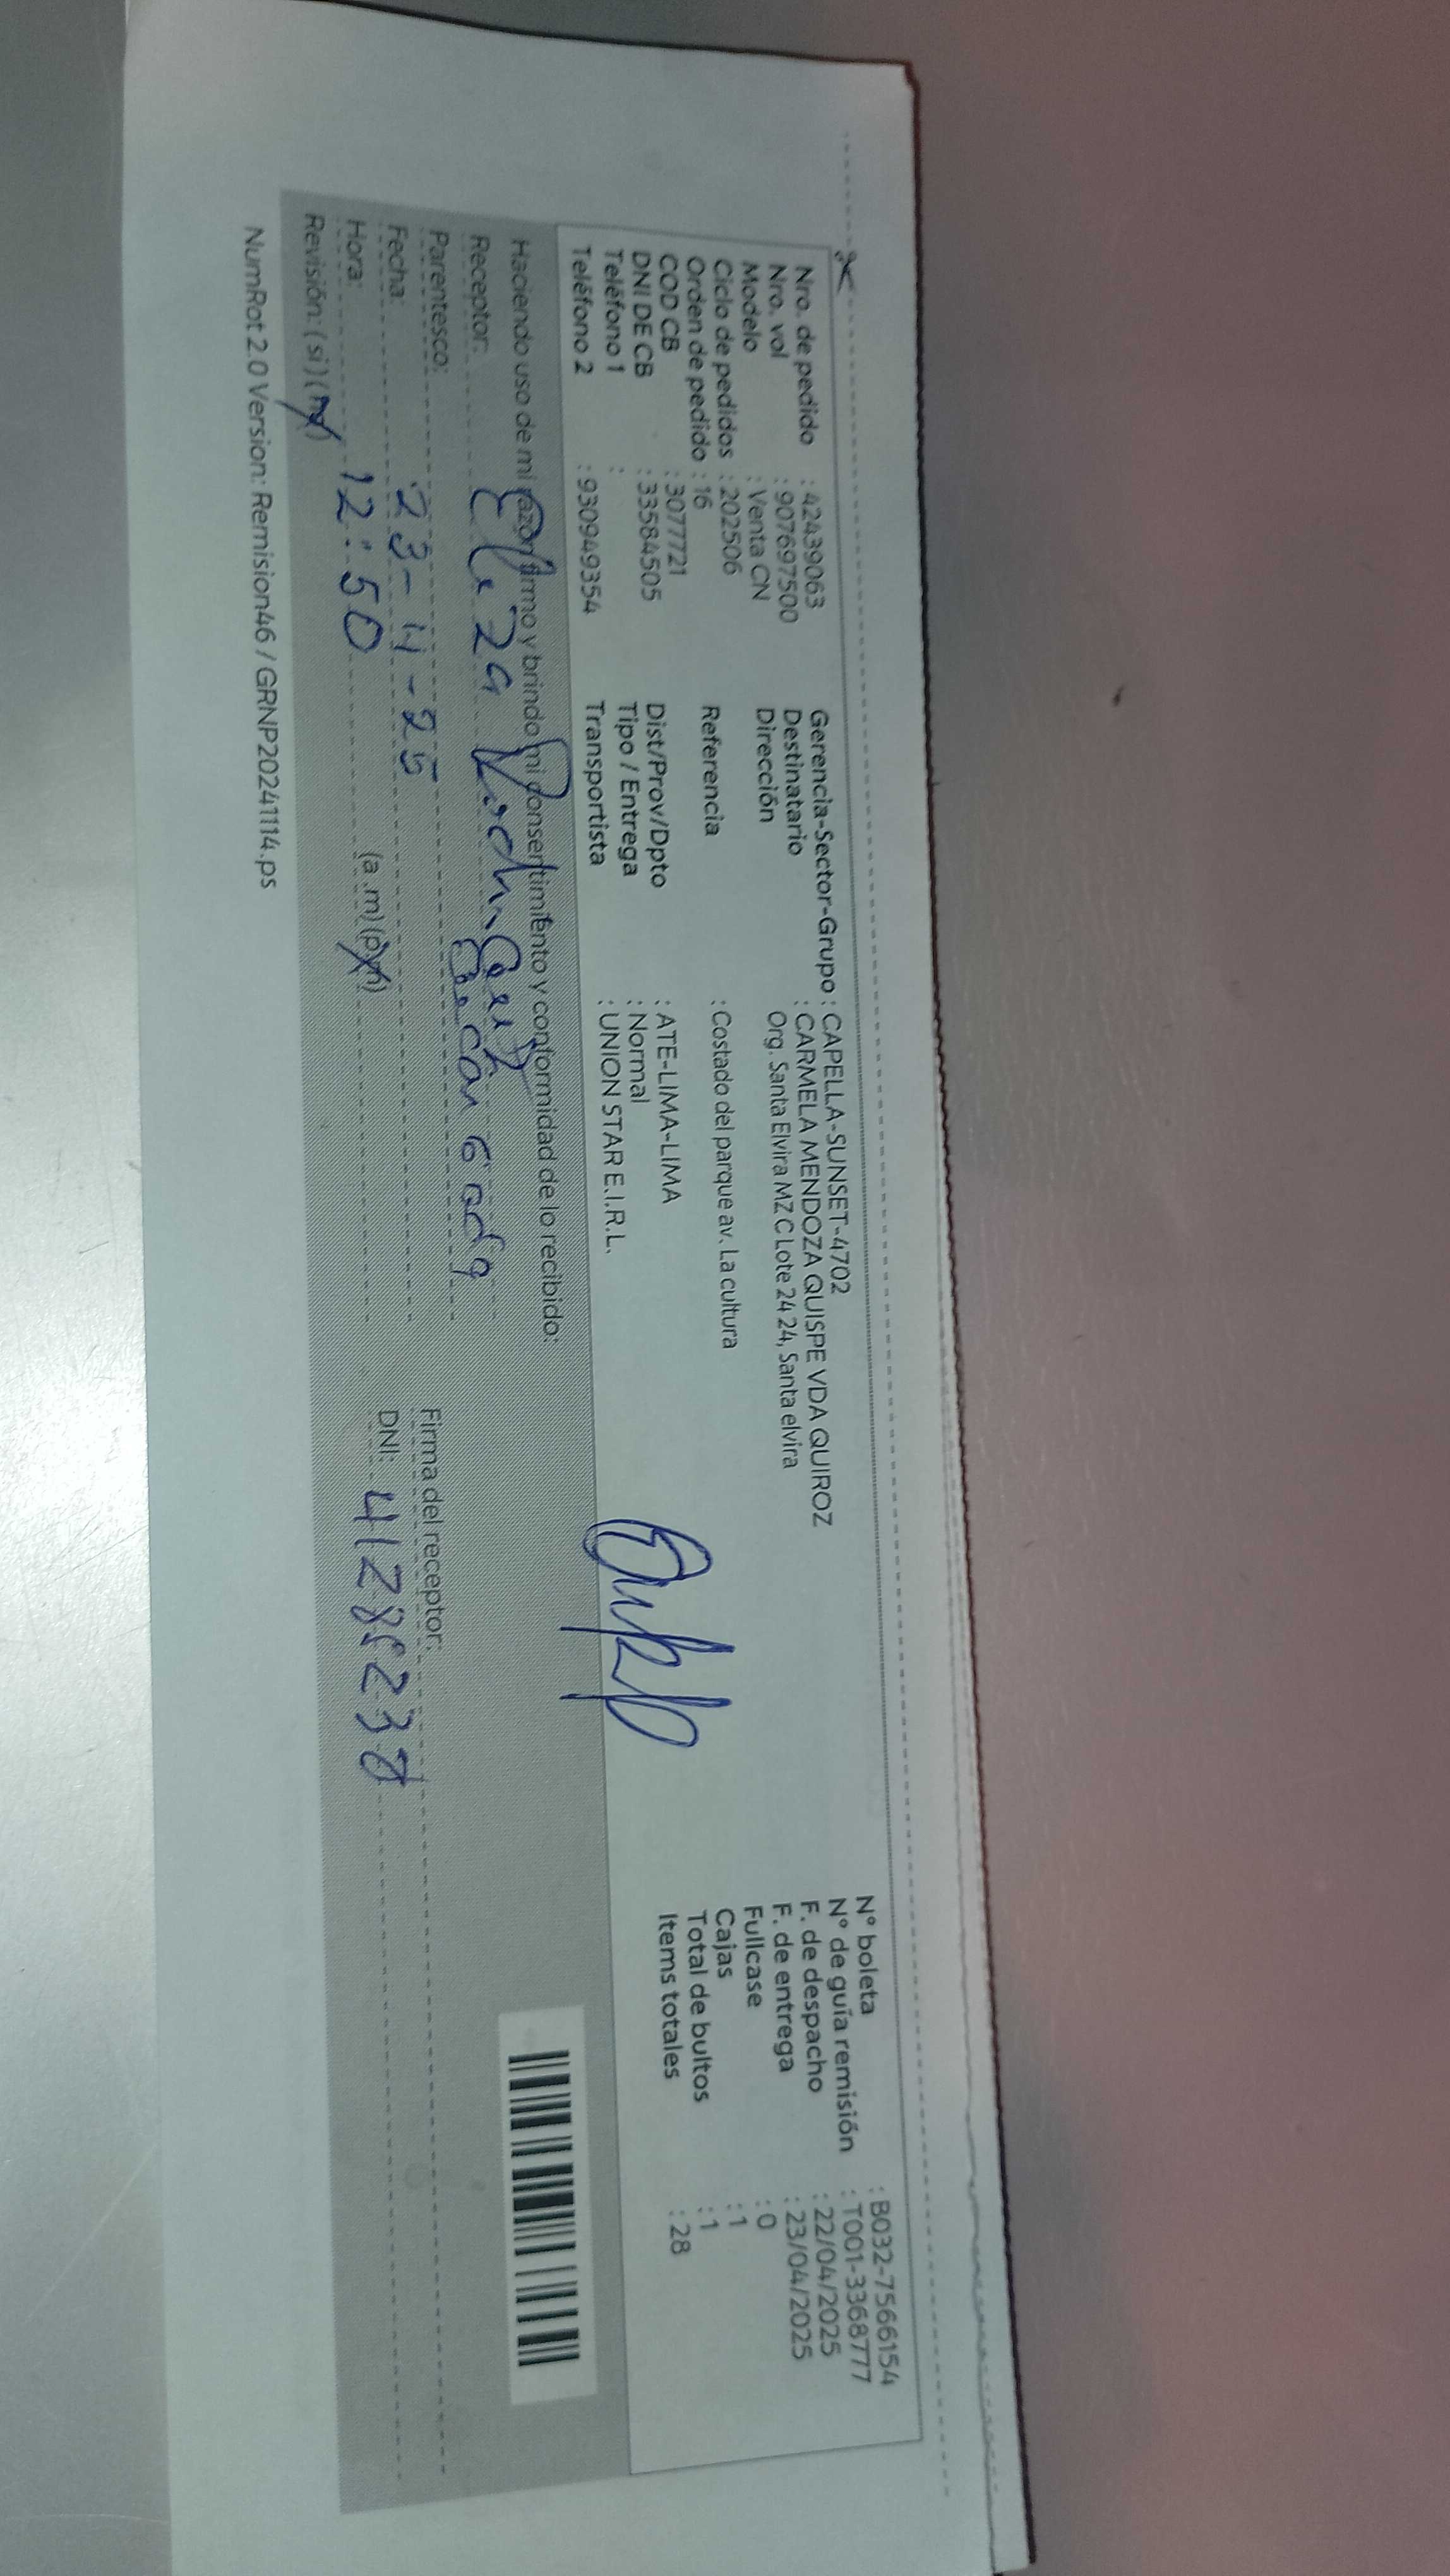 Nro. de pedido : 42439063
Nro. vol : 907697500
Modelo : Venta CN
Ciclo de pedidos : 202506
Orden de pedido : 16
COD CB : 3077721
DNI DE CB : 33584505
Teléfono 1 :
Teléfono 2 : 930949354
Gerencia-Sector-Grupo : CAPELLA-SUNSET-4702
Destinatario : CARMELA MENDOZA QUISPE VDA QUIROZ
Dirección Org. Santa Elvira MZ C Lote 24 24, Santa elvira
Referencia : Costado del parque av. La cultura
Dist/Prov/Dpto : ATE-LIMA-LIMA
Tipo / Entrega : Normal
Transportista : UNION STAR E.I.R.L.
N° boleta : B032-7566154
N° de guía remisión : T001-3368777
F. de despacho : 22/04/2025
F. de entrega : 23/04/2025
Fullcase : 0
Cajas : 1
Total de bultos : 1
Items totales : 28
Haciendo uso de mi razón firmo y brindo mi consentimiento y conformidad de lo recibido:
Receptor:
Parentesco:
Fecha: 23-4-25
Hora: 12:50 (a.m) (p.m)
Revisión: (si) (no)
Firma del receptor:
DNI:
NumRot 2.0 Version: Remision46 / GRNP20241114.ps